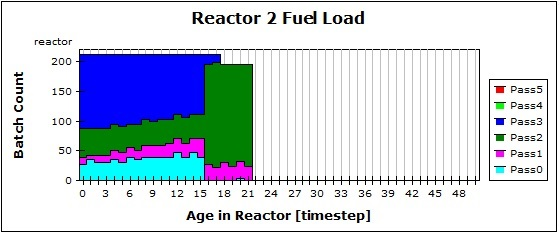 Reactor 2 Fuel Load
reactor
200
150
100
50
0
Batch Count
0 3 6 9 12 15 18 21 24 27 30 33 36 39 42 45 48
Age in Reactor [timestep]
Pass5
Pass4
Pass3
Pass2
Pass1
Pass0